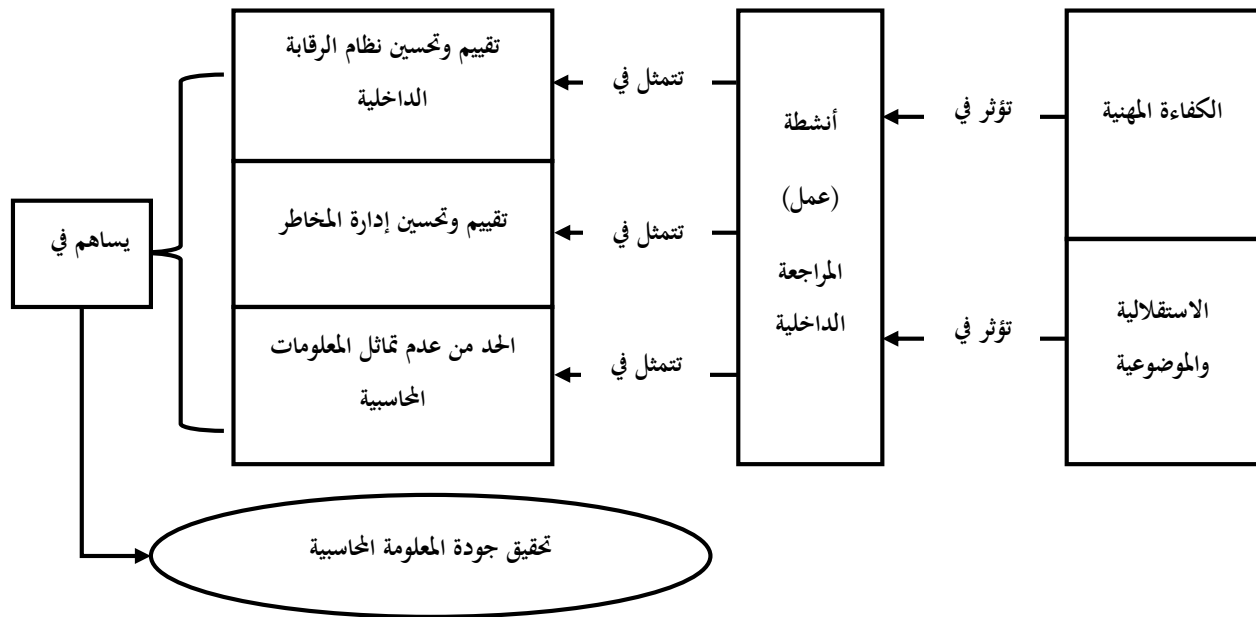 الكفاءة المهنية
الاستقلالية
والموضوعية
تؤثر في
تؤثر في
أنشطة
(عمل)
المراجعة
الداخلية
تتمثل في
تتمثل في
تتمثل في
تقييم وتحسين نظام الرقابة
الداخلية
تقييم وتحسين إدارة المخاطر
الحد من عدم تماثل المعلومات
المحاسبية
يساهم في
تحقيق جودة المعلومة المحاسبية